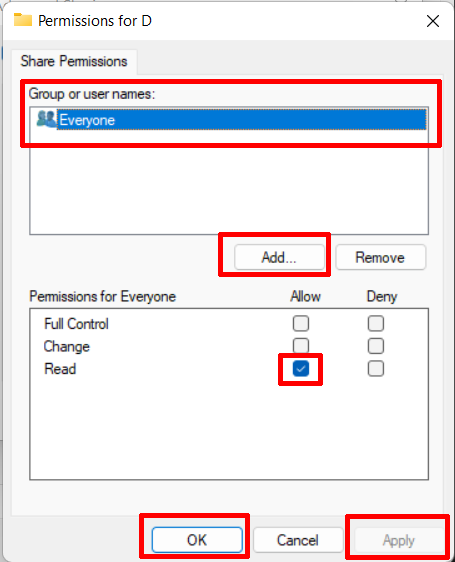 Permissions for D
Share Permissions
Group or user names:
Everyone
Add... Remove
Permissions for Everyone Allow Deny
Full Control
Change
Read
OK Cancel Apply